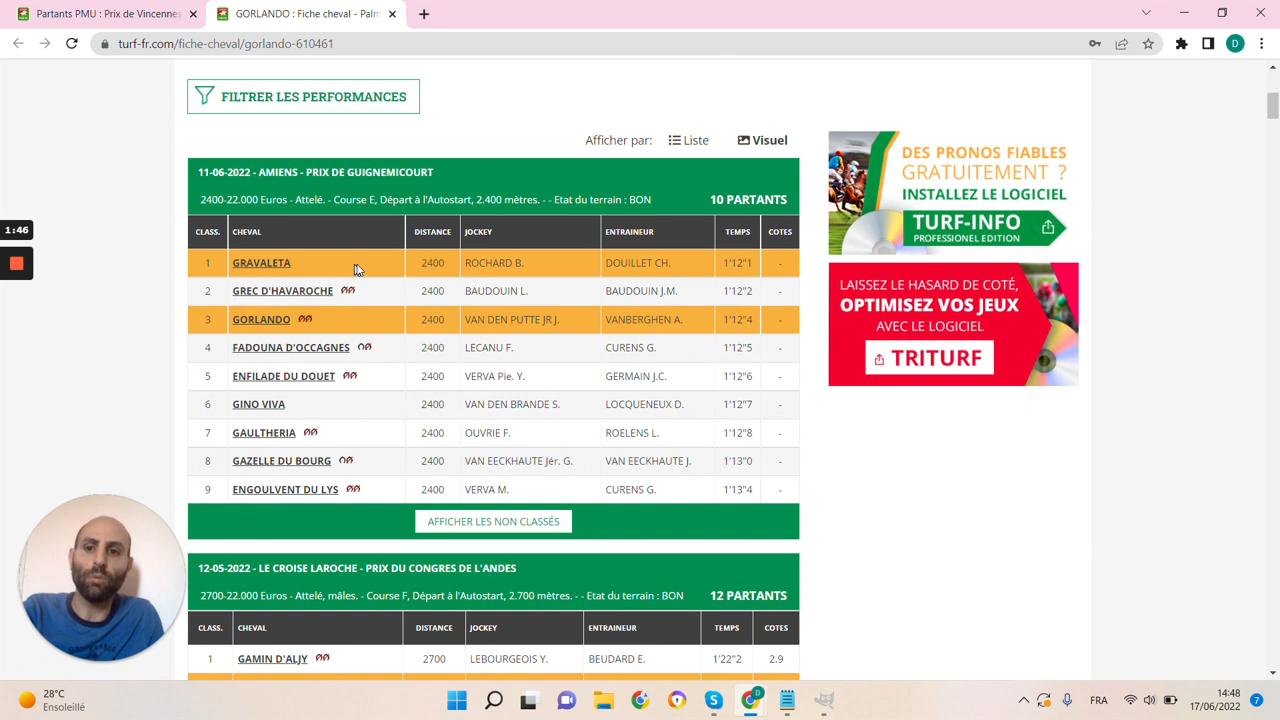 Partants PMU : Prix de Vincennes
GORLANDO : Fiche cheval - Palm
turf-fr.com/fiche-cheval/gorlando-610461
D
FILTRER LES PERFORMANCES
Afficher par: Liste Visuel
11-06-2022 - AMIENS - PRIX DE GUIGNEMICOURT
2400-22.000 Euros - Attelé. - Course E, Départ à l'Autostart, 2.400 mètres. - - Etat du terrain : BON 10 PARTANTS
CLASS. CHEVAL DISTANCE JOCKEY ENTRAINEUR TEMPS COTES
1 GRAVALETA 2400 ROCHARD B. DOUILLET CH. 1'12"1 -
2 GREC D'HAVAROCHE 2400 BAUDOUIN L. BAUDOUIN J.M. 1'12"2 -
3 GORLANDO 2400 VAN DEN PUTTE JR J. VANBERGHEN A. 1'12"4 -
4 FADOUNA D'OCCAGNES 2400 LECANU F. CURENS G. 1'12"5 -
5 ENFILADE DU DOUET 2400 VERVA Pie. Y. GERMAIN J.C. 1'12"6 -
6 GINO VIVA 2400 VAN DEN BRANDE S. LOCQUENEUX D. 1'12"7 -
7 GAULTHERIA 2400 OUVRIE F. ROELENS L. 1'12"8 -
8 GAZELLE DU BOURG 2400 VAN EECKHAUTE Jér. G. VAN EECKHAUTE J. 1'13"0 -
9 ENGOULVENT DU LYS 2400 VERVA M. CURENS G. 1'13"4 -
AFFICHER LES NON CLASSÉS
12-05-2022 - LE CROISE LAROCHE - PRIX DU CONGRES DE L'ANDES
2700-22.000 Euros - Attelé, mâles. - Course F, Départ à l'Autostart, 2.700 mètres. - - Etat du terrain : BON 12 PARTANTS
CLASS. CHEVAL DISTANCE JOCKEY ENTRAINEUR TEMPS COTES
1 GAMIN D'ALJY 2700 LEBOURGEOIS Y. BEUDARD E. 1'22"2 2.9
DES PRONOS FIABLES
GRATUITEMENT ?
INSTALLEZ LE LOGICIEL
TURF-INFO
PROFESSIONEL EDITION
LAISSEZ LE HASARD DE COTÉ,
OPTIMISEZ VOS JEUX
AVEC LE LOGICIEL
TRITURF
1:46
28°C
Ensoleillé
D
FRA
14:48
17/06/2022
7